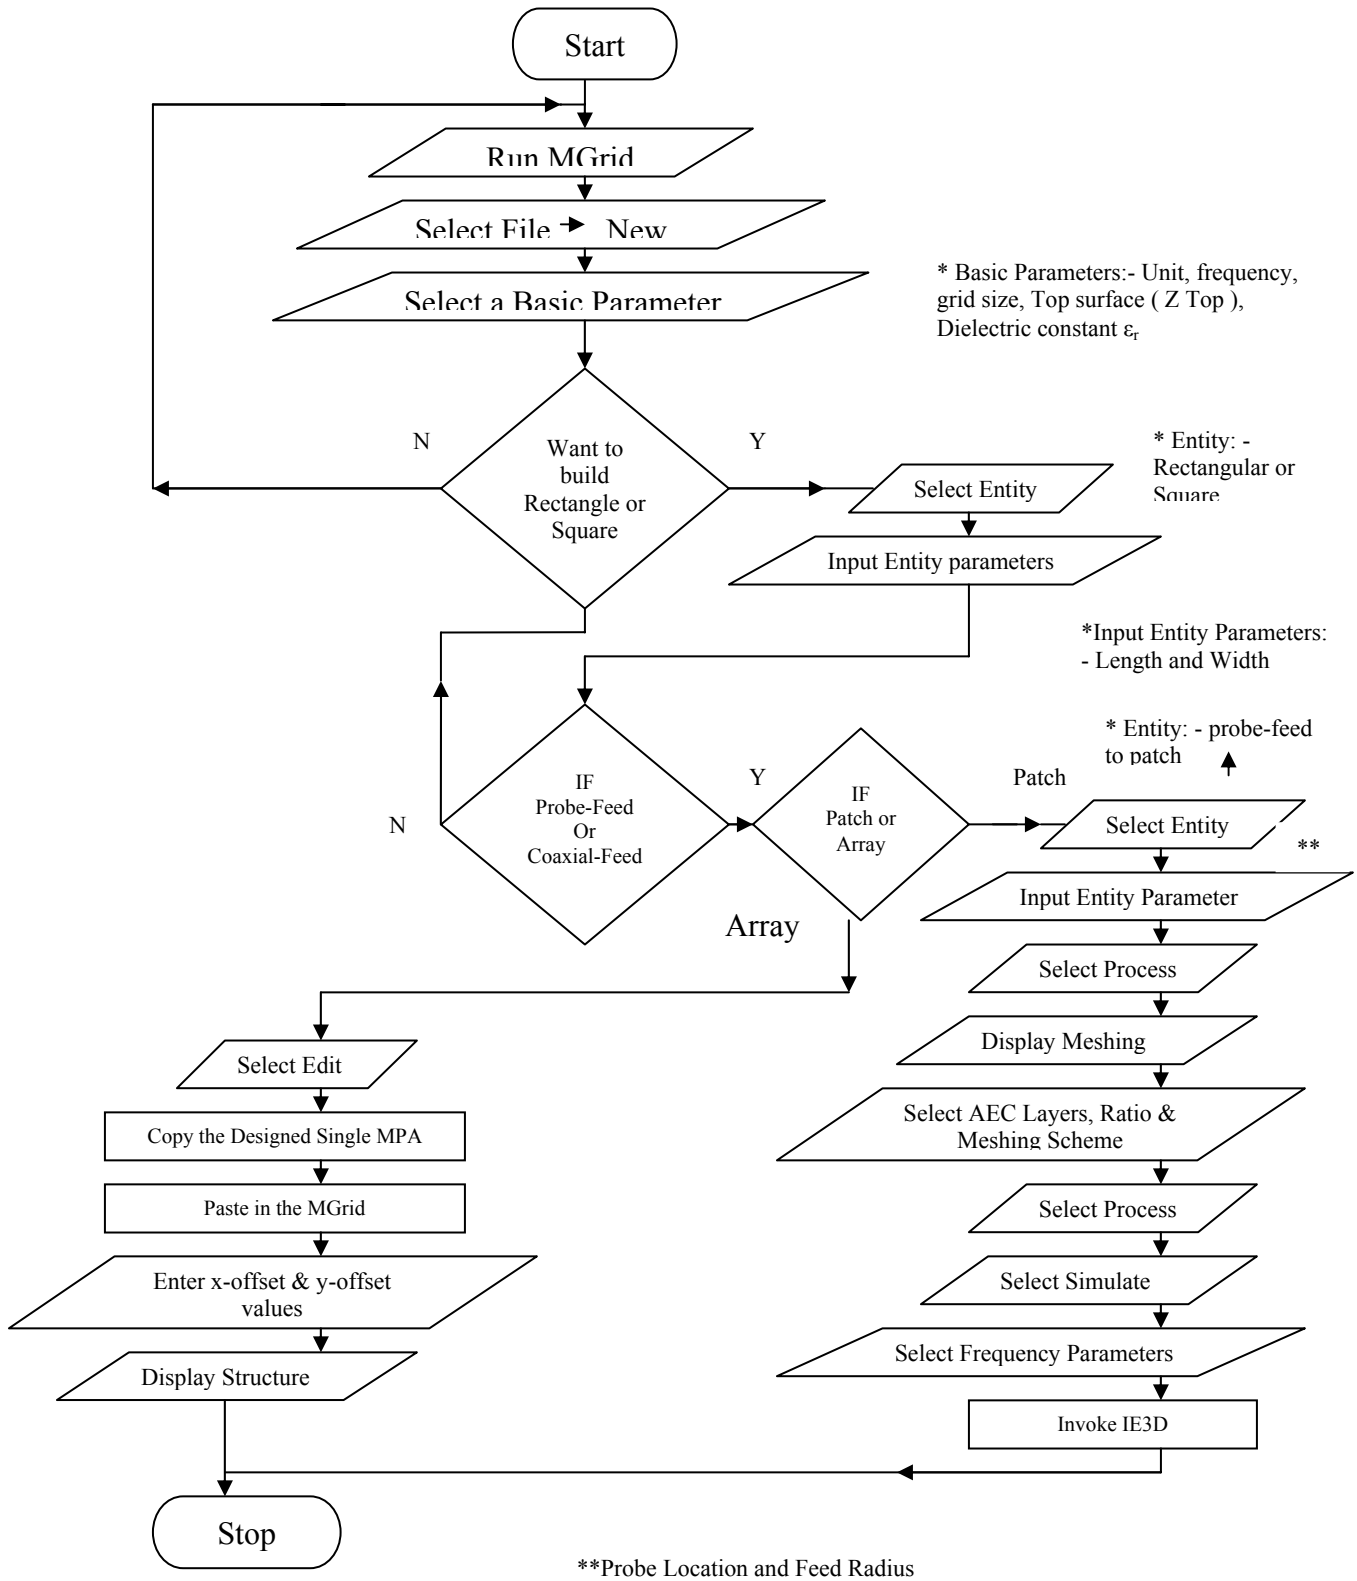 Start
Run MGrid
Select File New
Select a Basic Parameter
* Basic Parameters:- Unit, frequency,
grid size, Top surface ( Z Top ),
Dielectric constant εr
N
Want to
build
Rectangle or
Square
Y
* Entity: -
Rectangular or
Square
Select Entity
Input Entity parameters
*Input Entity Parameters:
- Length and Width
* Entity: - probe-feed
to patch
N
IF
Probe-Feed
Or
Coaxial-Feed
Y
IF
Patch or
Array
Patch
Select Entity
**
Input Entity Parameter
Array
Select Process
Display Meshing
Select AEC Layers, Ratio &
Meshing Scheme
Select Process
Select Simulate
Select Frequency Parameters
Invoke IE3D
Select Edit
Copy the Designed Single MPA
Paste in the MGrid
Enter x-offset & y-offset
values
Display Structure
Stop
**Probe Location and Feed Radius